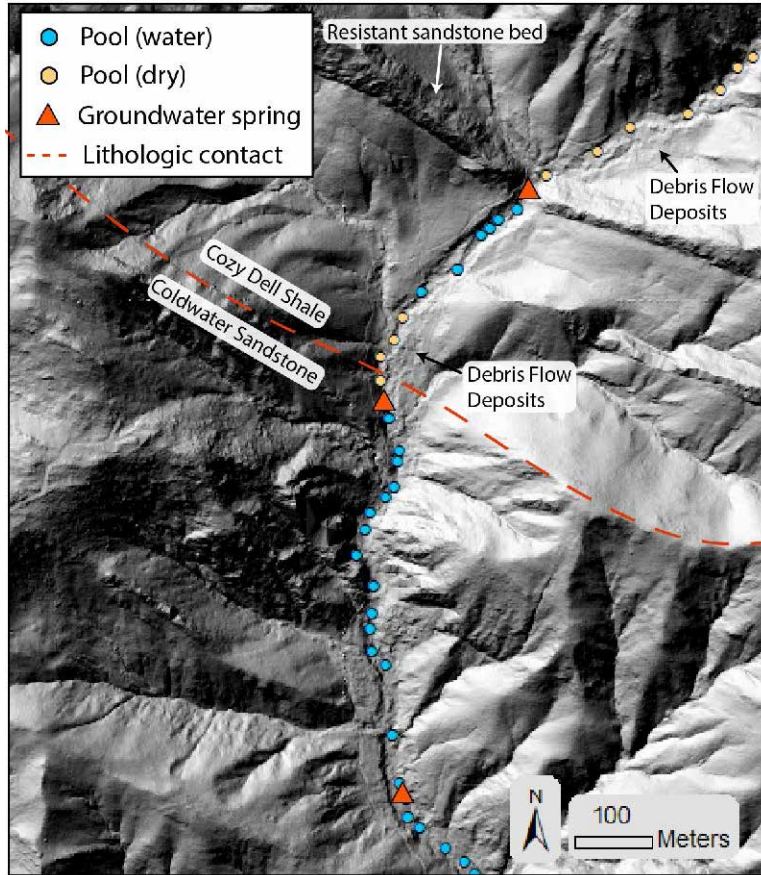 Pool (water)
Pool (dry)
Groundwater spring
Lithologic contact
Resistant sandstone bed
Debris Flow
Deposits
Cozy Dell Shale
Coldwater Sandstone
Debris Flow
Deposits
N
100
Meters